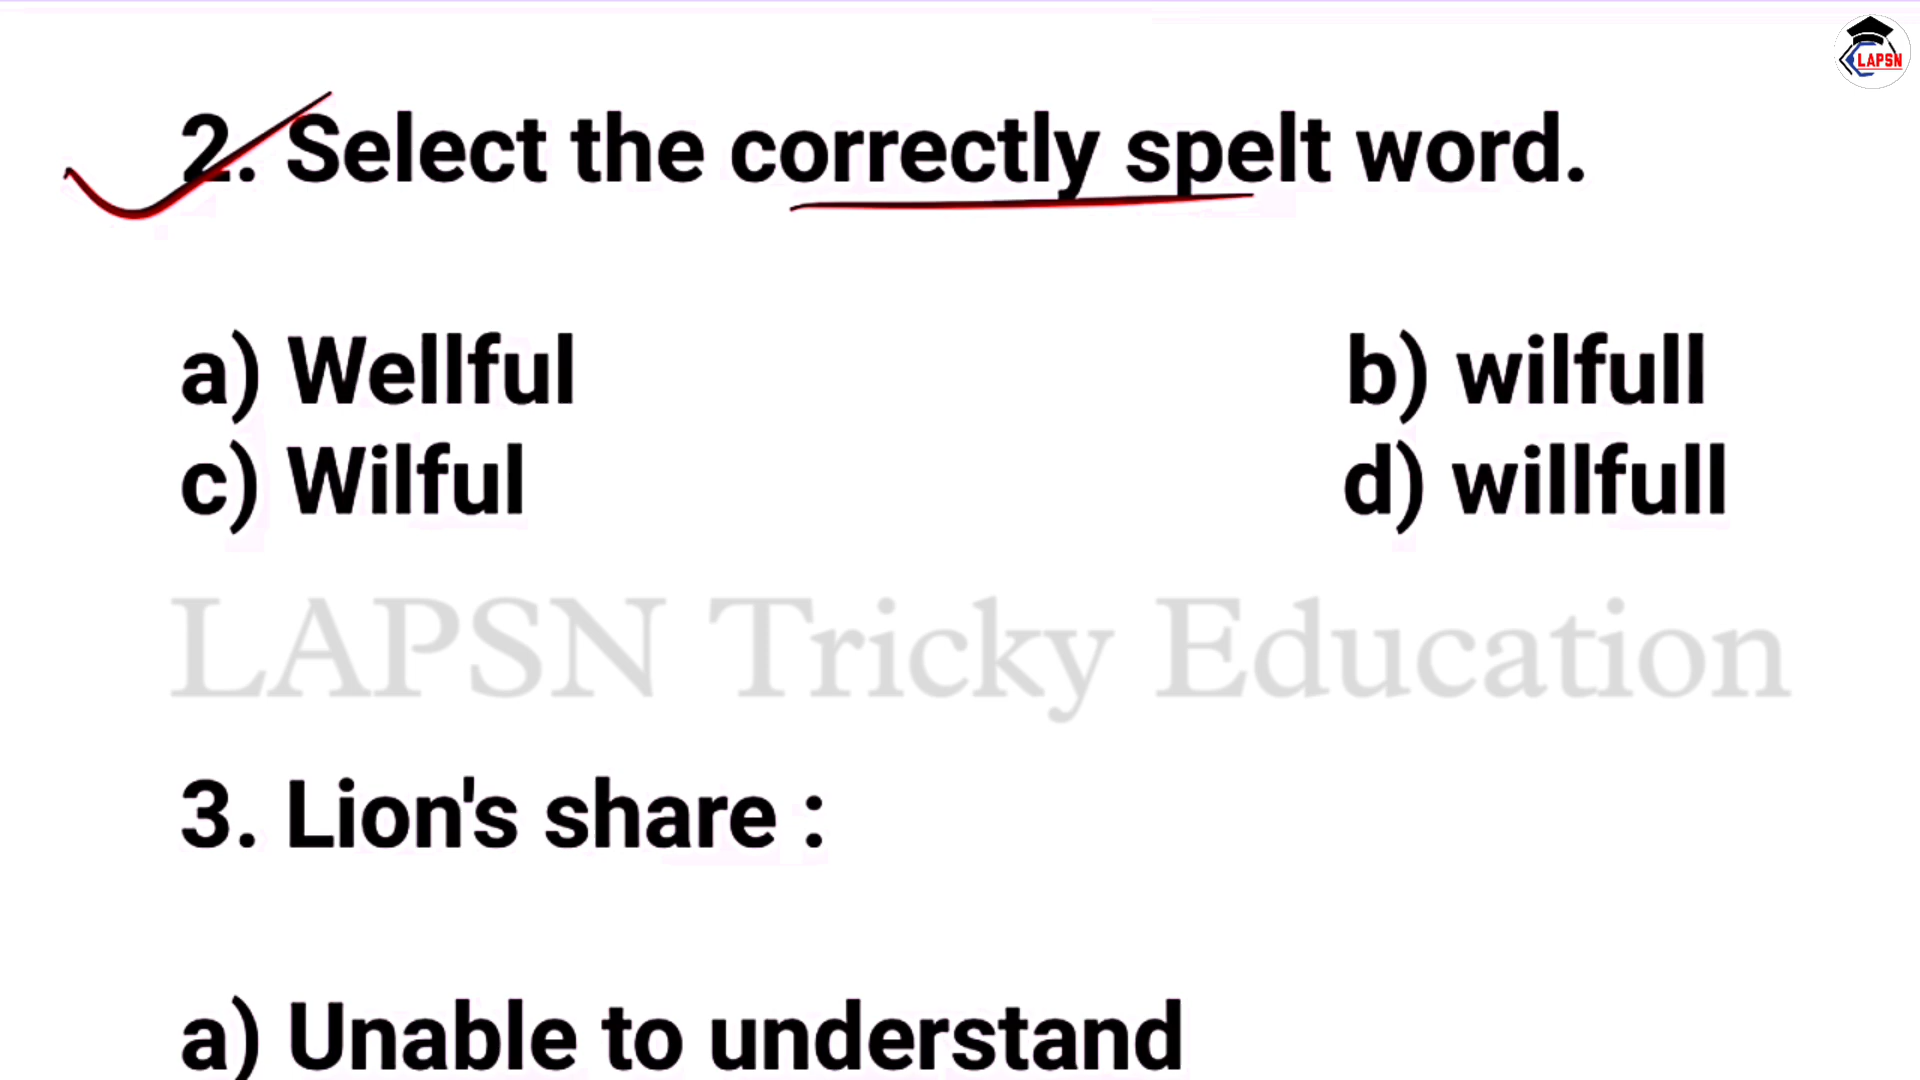 LAPSN
2. Select the correctly spelt word.
a) Wellful b) wilfull
c) Wilful d) willfull
LAPSN Tricky Education
3. Lion's share :
a) Unable to understand